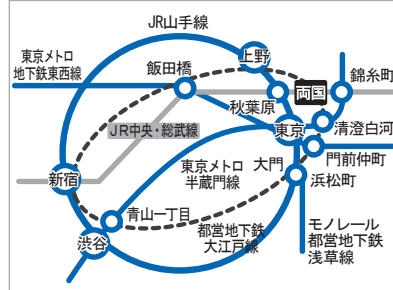 JR山手線
東京メトロ
地下鉄東西線
飯田橋
上野
両国
錦糸町
秋葉原
JR中央・総武線
東京
清澄白河
門前仲町
新宿
東京メトロ
半蔵門線
大門
浜松町
青山一丁目
渋谷
都営地下鉄
大江戸線
モノレール
都営地下鉄
浅草線